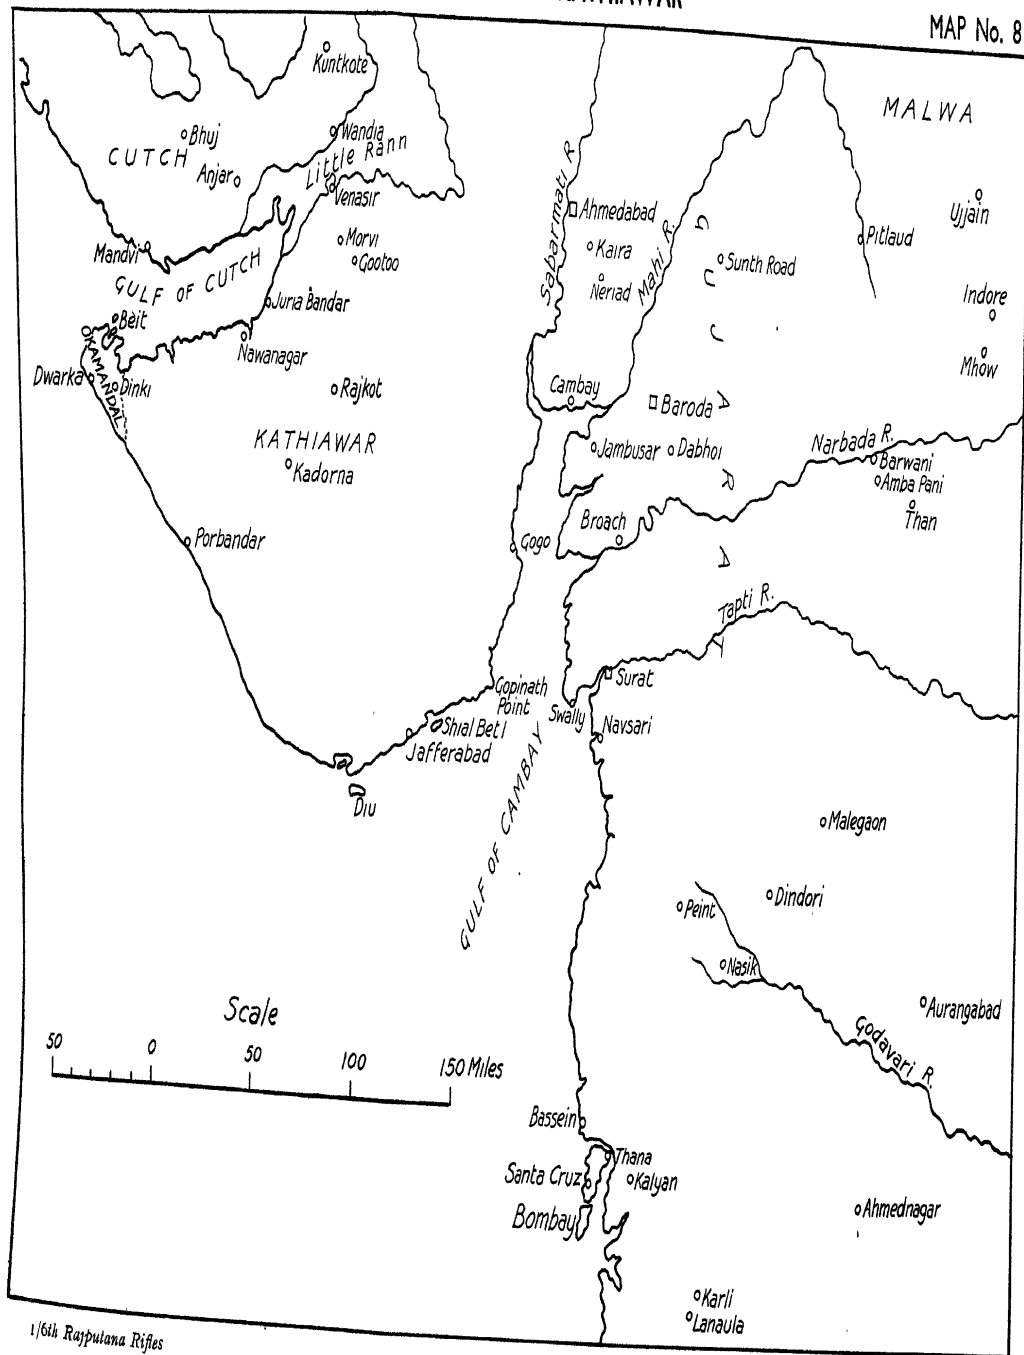 MAP No. 8
MALWA
Kuntkote
Bhuj
Wandia
CUTCH
Little Rann
Anjar
Venasir
Sabarmati R
Ahmedabad
Ujjain
Mandvi
Morvi
Kaira
Mahi R.
Pitlaud
Gootoo
Sunth Road
GULF OF CUTCH
Neriad
Juria Bandar
Indore
Beit
OKAMANDAL
Nawanagar
Mhow
Dwarka
Dinki
Rajkot
Cambay
Baroda
GUJARAT
KATHIAWAR
Jambusar
Dabhoi
Narbada R.
Barwani
Kadorna
Amba Pani
Than
Broach
Porbandar
Gogo
Tapti R.
Surat
Gopinath
Point
Swally
Shial Bet I
Navsari
Jafferabad
GULF OF CAMBAY
Diu
Malegaon
Dindori
Peint
Nasik
Aurangabad
Scale
Godavari R.
50 0 50 100 150 Miles
Bassein
Thana
Santa Cruz
Kalyan
Bombay
Ahmednagar
Karli
Lanaula
1/6th Rajputana Rifles